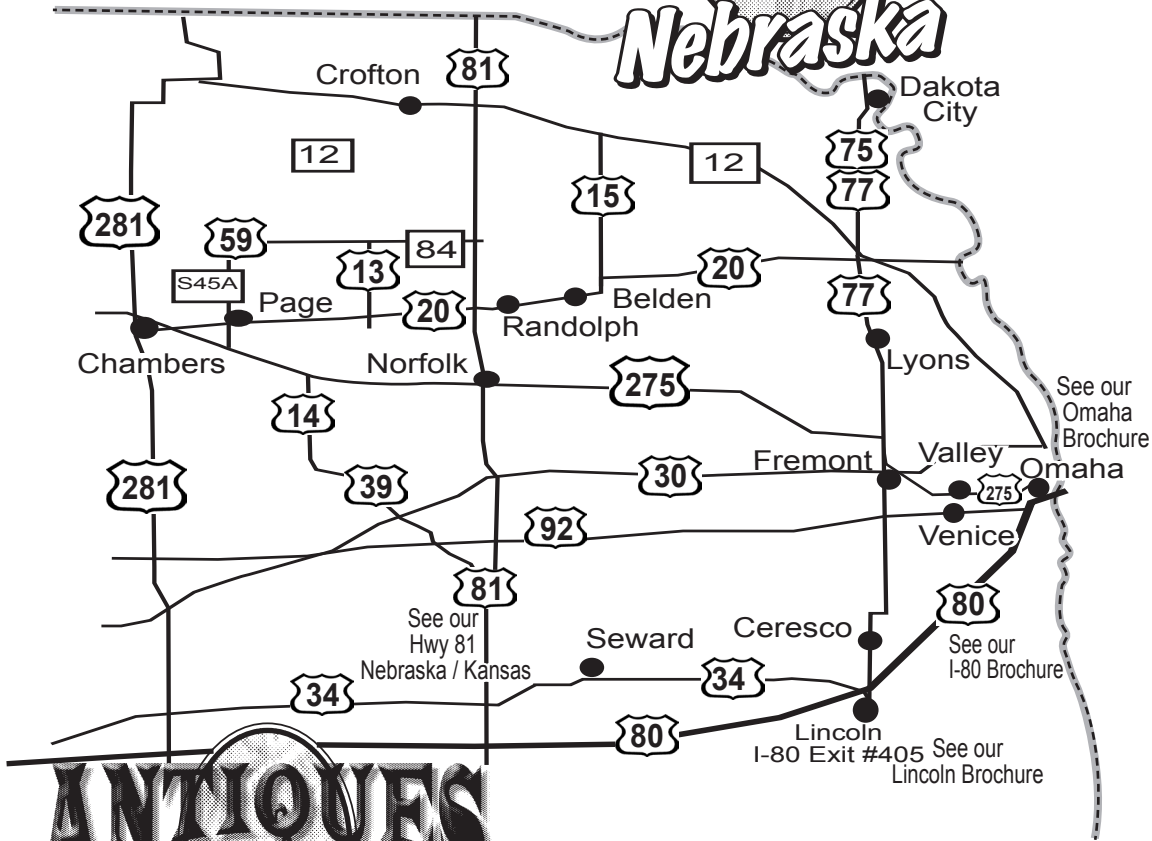 Nebraska
81
Crofton
Dakota
City
12
12
75
77
15
281
59
84
13
S45A
20
77
Page
20
Belden
Randolph
Chambers
Norfolk
Lyons
275
14
See our
Omaha
Brochure
Fremont
Valley
Omaha
281
39
30
275
92
Venice
81
80
See our
Hwy 81
Nebraska / Kansas
Seward
Ceresco
See our
I-80 Brochure
34
34
80
Lincoln
I-80 Exit #405
See our
Lincoln Brochure
ANTIQUES